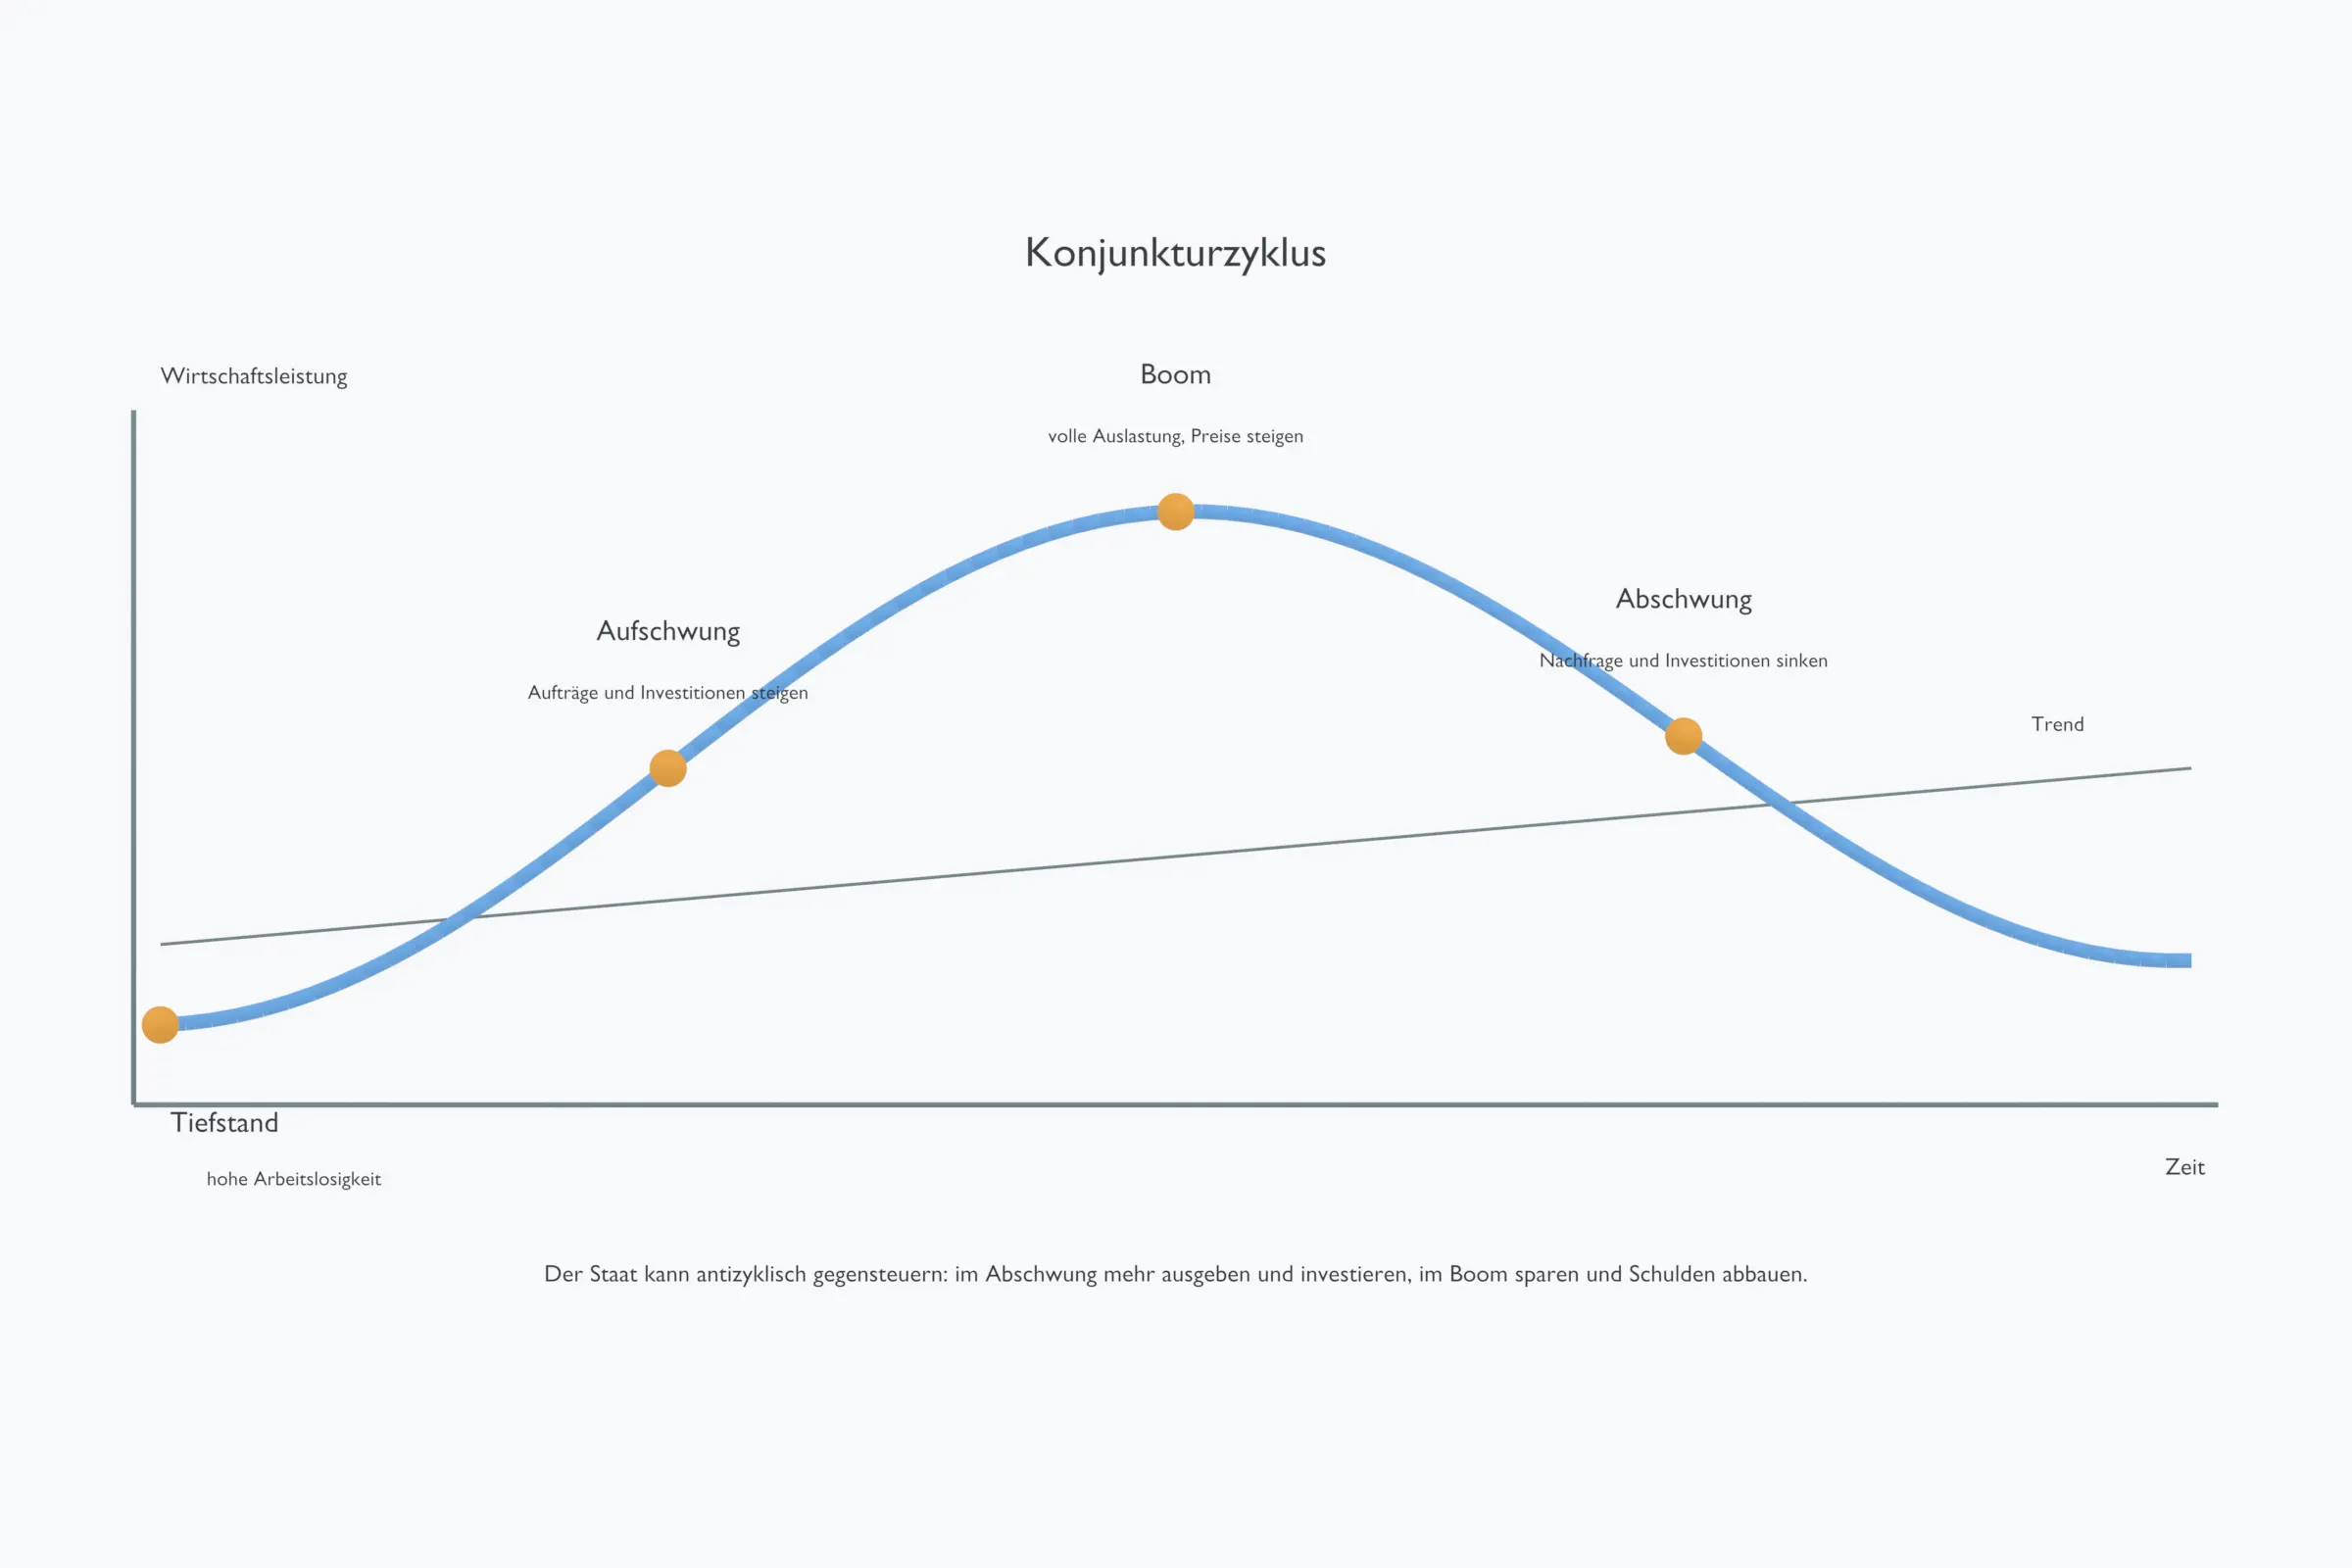 Konjunkturzyklus
Wirtschaftsleistung
Boom
volle Auslastung, Preise steigen
Abschwung
Nachfrage und Investitionen sinken
Aufschwung
Aufträge und Investitionen steigen
Trend
Tiefstand
hohe Arbeitslosigkeit
Zeit
Der Staat kann antizyklisch gegensteuern: im Abschwung mehr ausgeben und investieren, im Boom sparen und Schulden abbauen.